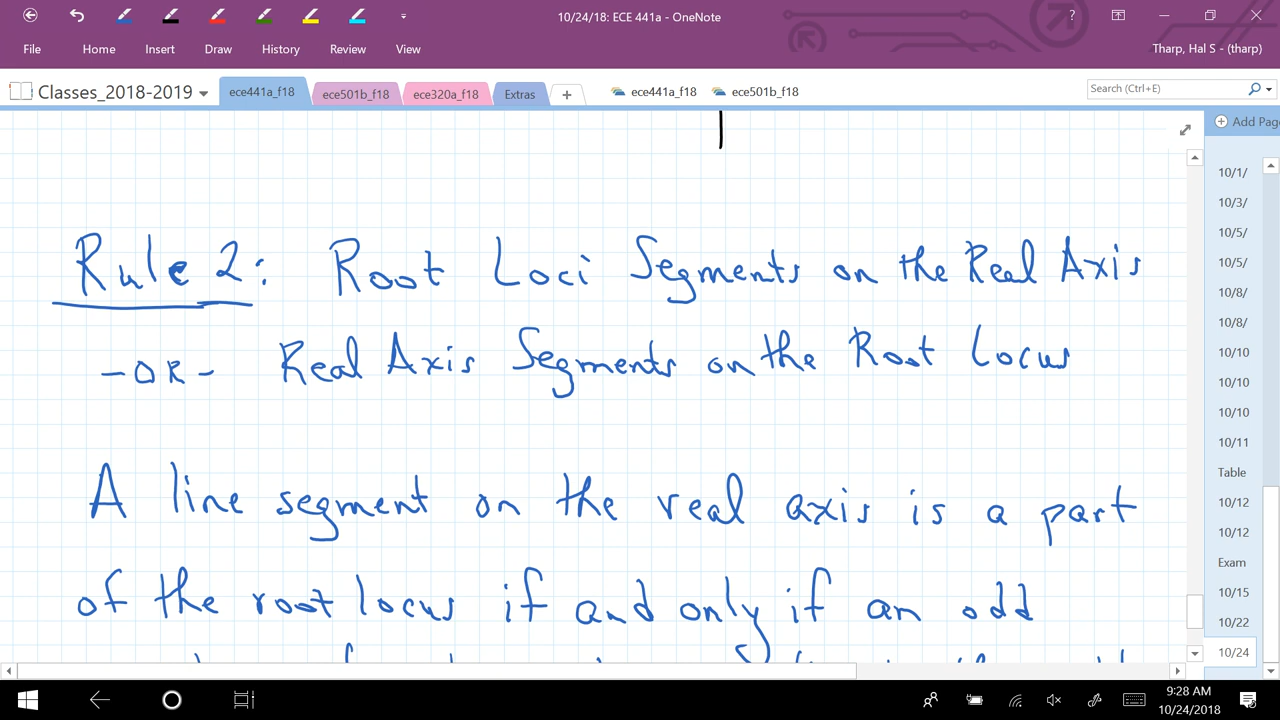 10/24/18: ECE 441a - OneNote
File Home Insert Draw History Review View
Tharp, Hal S - (tharp)
Classes_2018-2019
ece441a_f18 ece501b_f18 ece320a_f18 Extras
ece441a_f18 ece501b_f18
Search (Ctrl+E)
Add Page
10/1/
10/3/
10/5/
10/5/
10/8/
10/8/
10/10
10/10
10/10
10/11
Table
10/12
10/12
Exam
10/15
10/22
10/24
Rule 2: Root Loci Segments on the Real Axis
-OR- Real Axis Segments on the Root Locus
A line segment on the real axis is a part
of the root locus if and only if an odd
9:28 AM
10/24/2018